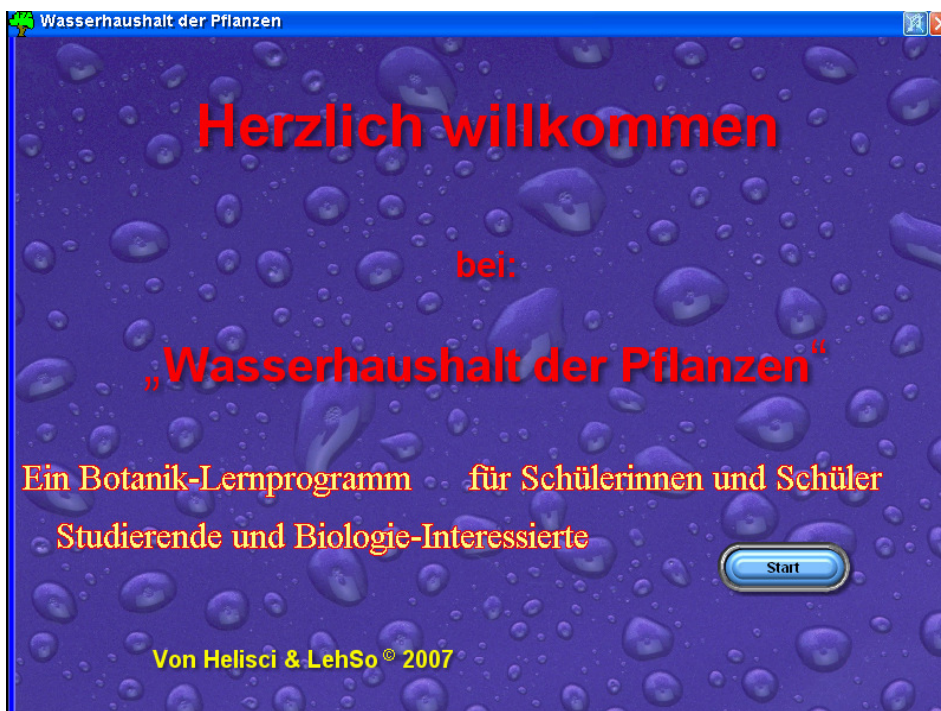 Wasserhaushalt der Pflanzen
Herzlich willkommen
bei:
„Wasserhaushalt der Pflanzen“
Ein Botanik-Lernprogramm für Schülerinnen und Schüler
Studierende und Biologie-Interessierte
Start
Von Helisci & LehSo © 2007